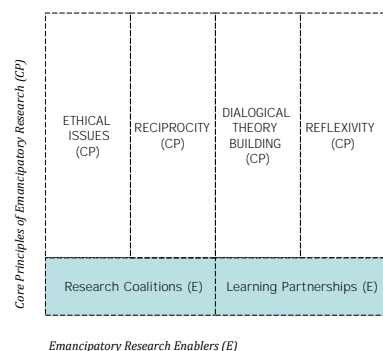 Core Principles of Emancipatory Research (CP)
ETHICAL
ISSUES
(CP)
RECIPROCITY
(CP)
DIALOGICAL
THEORY
BUILDING
(CP)
REFLEXIVITY
(CP)
Research Coalitions (E)
Learning Partnerships (E)
Emancipatory Research Enablers (E)